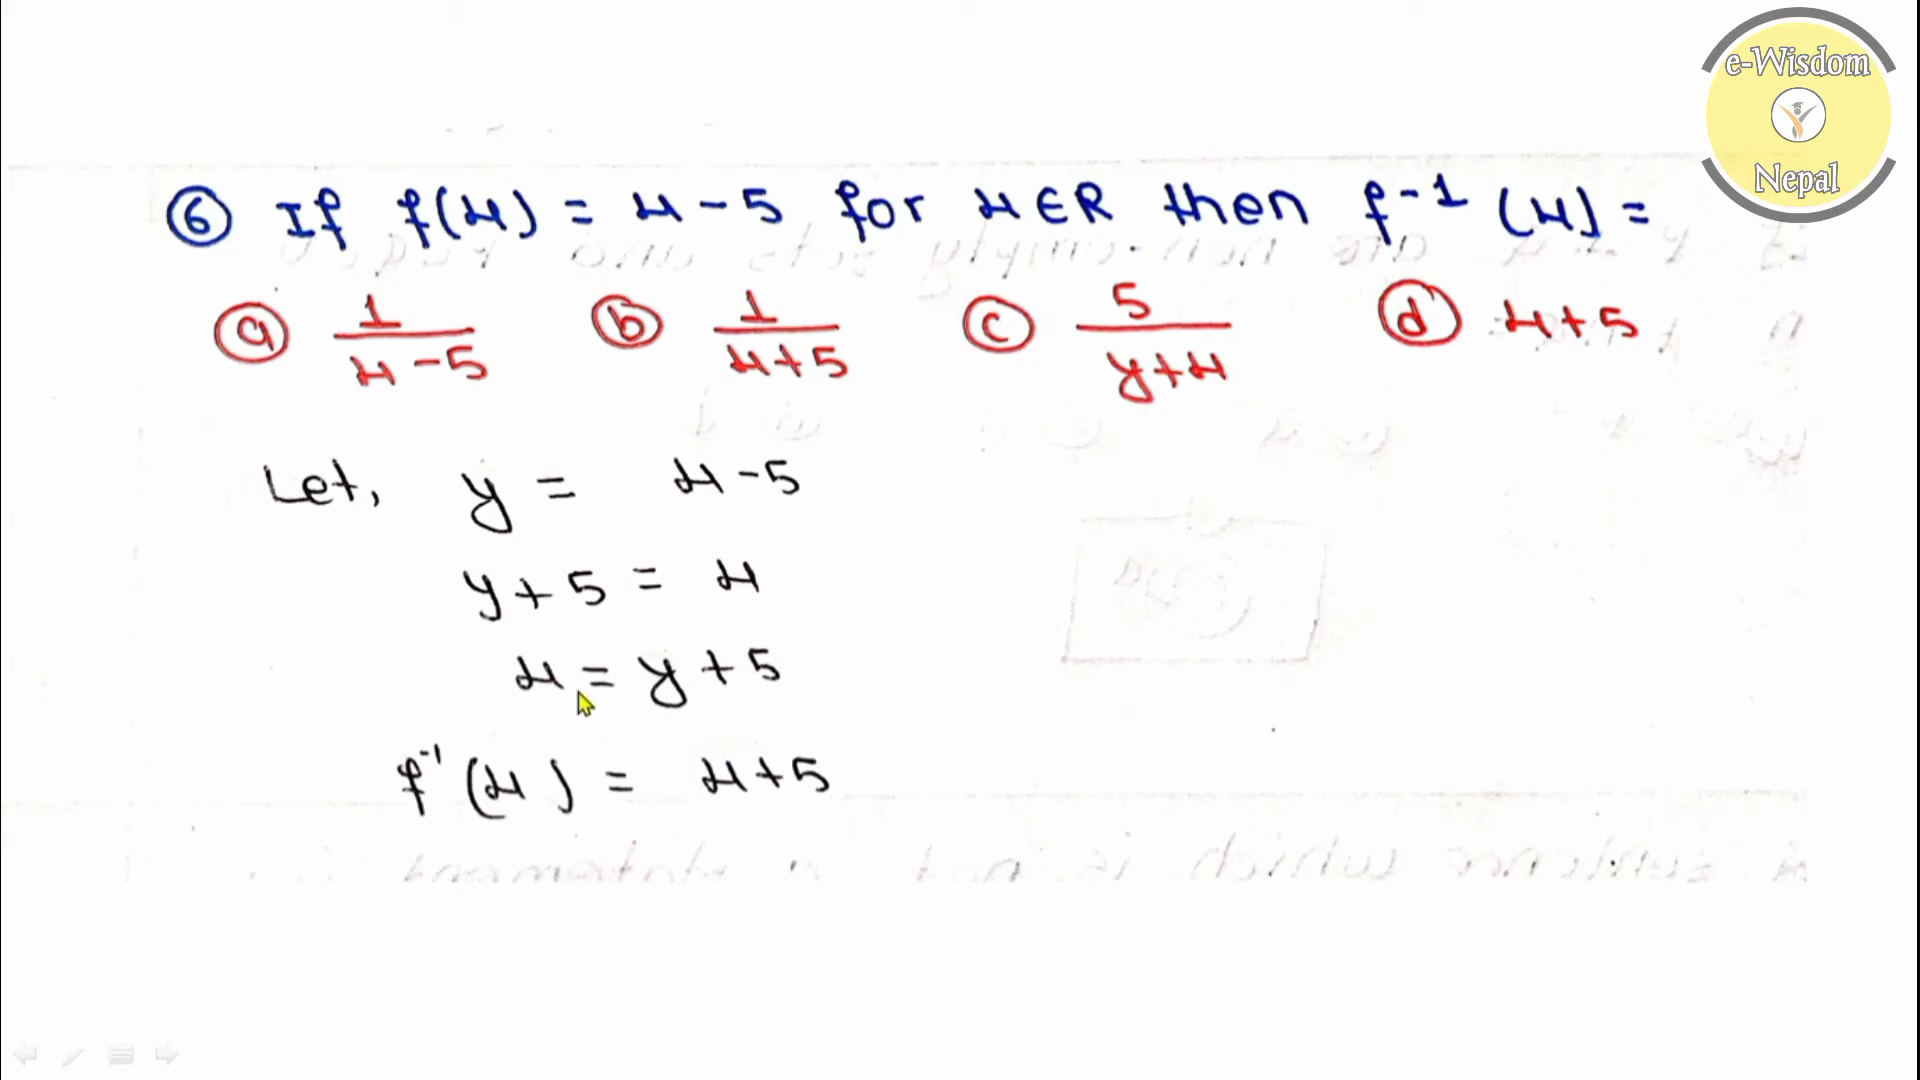 e-Wisdom
Nepal
⑥ If f(x) = x - 5 for x ∈ R then f⁻¹(x) =
ⓐ 1/(x - 5) ⓑ 1/(x + 5) ⓒ 5/(y + x) ⓓ x + 5
Let, y = x - 5
y + 5 = x
x = y + 5
f⁻¹(x) = x + 5